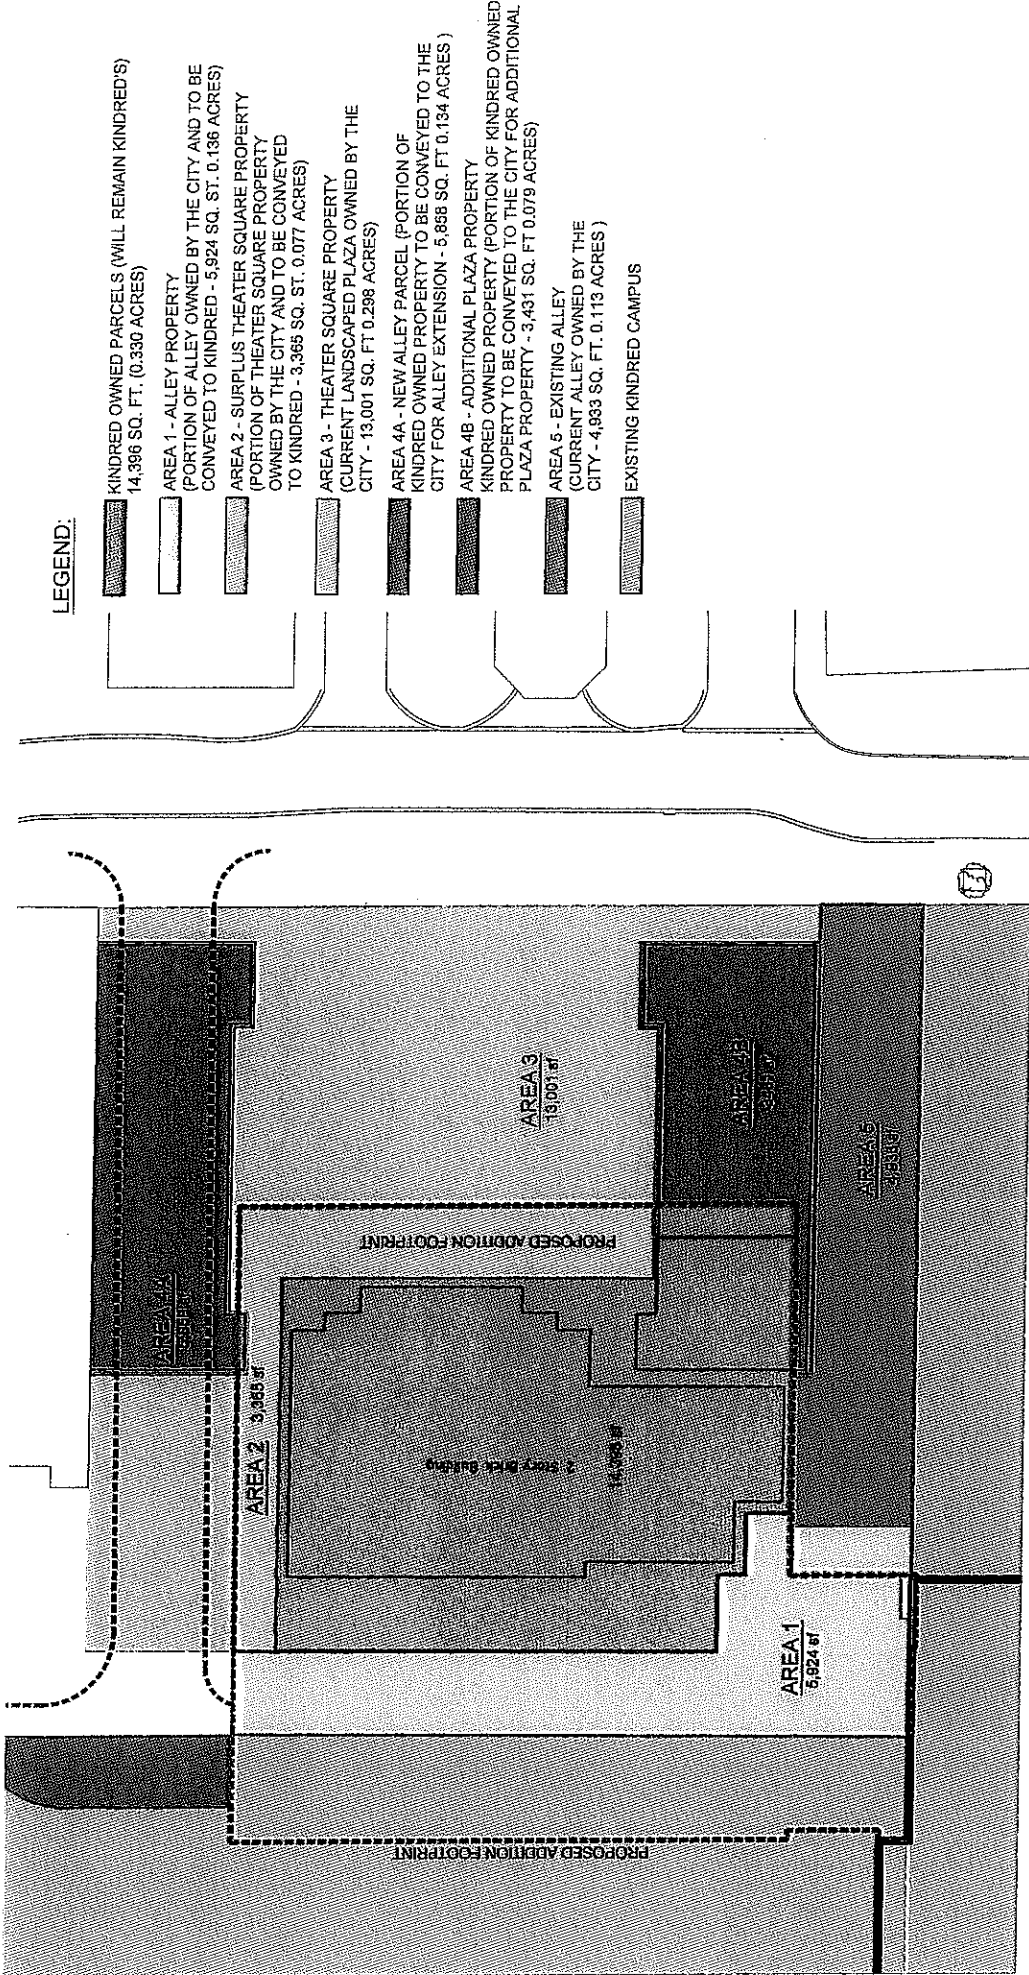 LEGEND:
KINDRED OWNED PARCELS (WILL REMAIN KINDRED'S)
14,396 SQ. FT. (0.330 ACRES)
AREA 1 - ALLEY PROPERTY
(PORTION OF ALLEY OWNED BY THE CITY AND TO BE
CONVEYED TO KINDRED - 5,924 SQ. ST. 0.136 ACRES)
AREA 2 - SURPLUS THEATER SQUARE PROPERTY
(PORTION OF THEATER SQUARE PROPERTY
OWNED BY THE CITY AND TO BE CONVEYED
TO KINDRED - 3,365 SQ. ST. 0.077 ACRES)
AREA 3 - THEATER SQUARE PROPERTY
(CURRENT LANDSCAPED PLAZA OWNED BY THE
CITY - 13,001 SQ. FT 0.298 ACRES)
AREA 4A - NEW ALLEY PARCEL (PORTION OF
KINDRED OWNED PROPERTY TO BE CONVEYED TO THE
CITY FOR ALLEY EXTENSION - 5,858 SQ. FT 0.134 ACRES )
AREA 4B - ADDITIONAL PLAZA PROPERTY
KINDRED OWNED PROPERTY (PORTION OF KINDRED OWNED
PROPERTY TO BE CONVEYED TO THE CITY FOR ADDITIONAL
PLAZA PROPERTY - 3,431 SQ. FT 0.079 ACRES)
AREA 5 - EXISTING ALLEY
(CURRENT ALLEY OWNED BY THE
CITY - 4,933 SQ. FT. 0.113 ACRES )
EXISTING KINDRED CAMPUS
AREA 4A
AREA 2 3,365 sf
AREA 3
13,001 sf
AREA 4B
AREA 5
4,933 sf
AREA 1
5,924 sf
2 Story Brick Building
14,396 sf
PROPOSED ADDITION FOOTPRINT
PROPOSED ADDITION FOOTPRINT